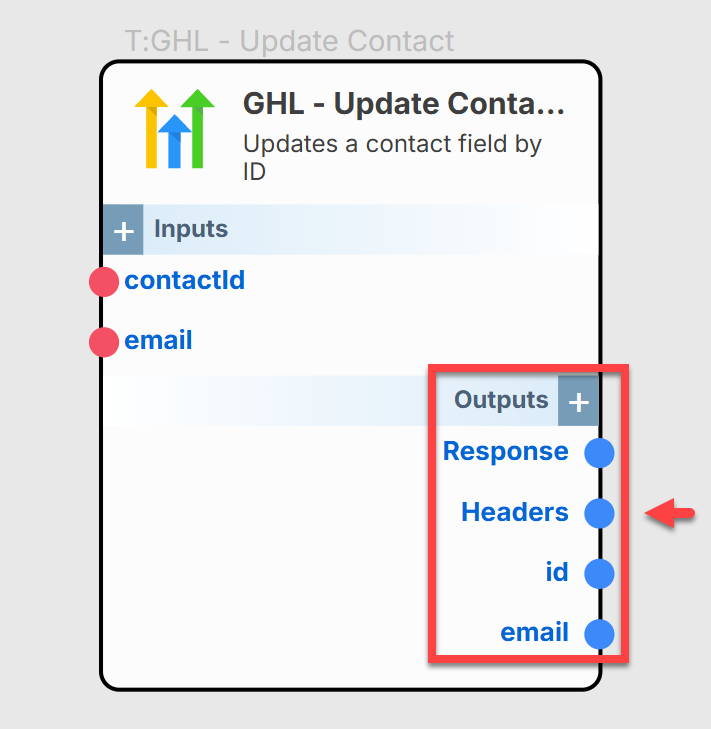 T:GHL - Update Contact
GHL - Update Conta...
Updates a contact field by
ID
+ Inputs
contactId
email
Outputs +
Response
Headers
id
email